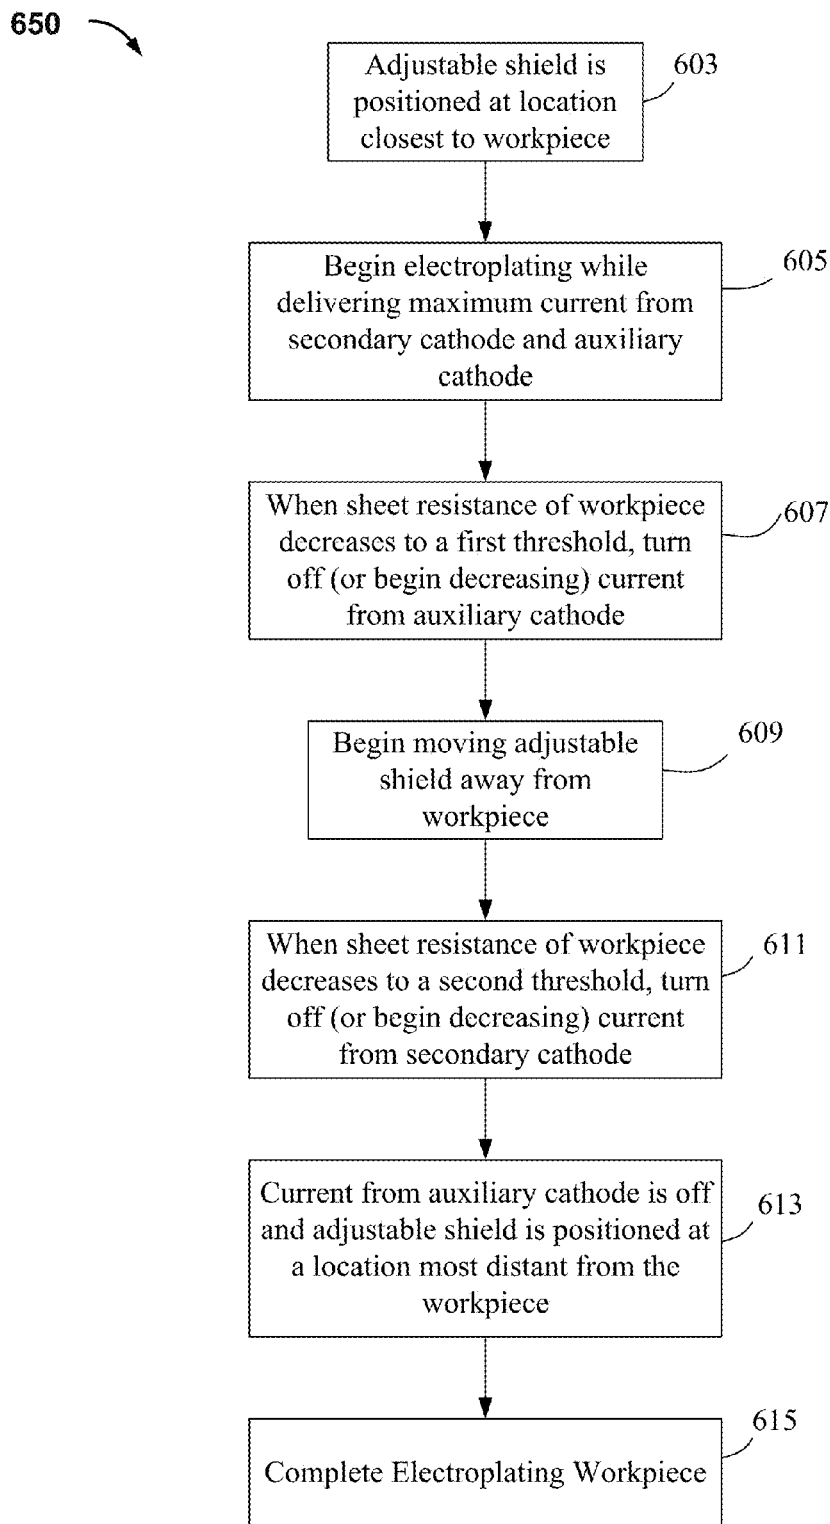 650
Adjustable shield is
positioned at location
closest to workpiece
603
Begin electroplating while
delivering maximum current from
secondary cathode and auxiliary
cathode
605
When sheet resistance of workpiece
decreases to a first threshold, turn
off (or begin decreasing) current
from auxiliary cathode
607
Begin moving adjustable
shield away from
workpiece
609
When sheet resistance of workpiece
decreases to a second threshold, turn
off (or begin decreasing) current
from secondary cathode
611
Current from auxiliary cathode is off
and adjustable shield is positioned at
a location most distant from the
workpiece
613
Complete Electroplating Workpiece
615